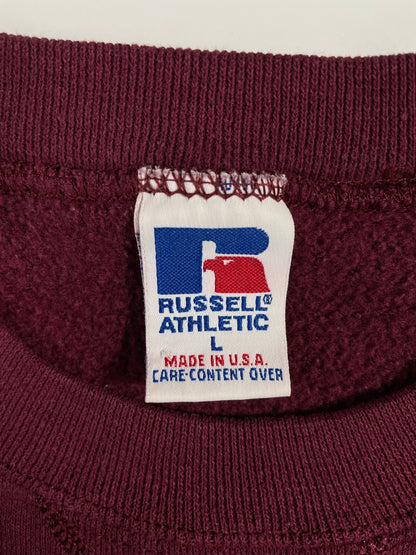 RUSSELL®
ATHLETIC
L
MADE IN U.S.A.
CARE-CONTENT OVER